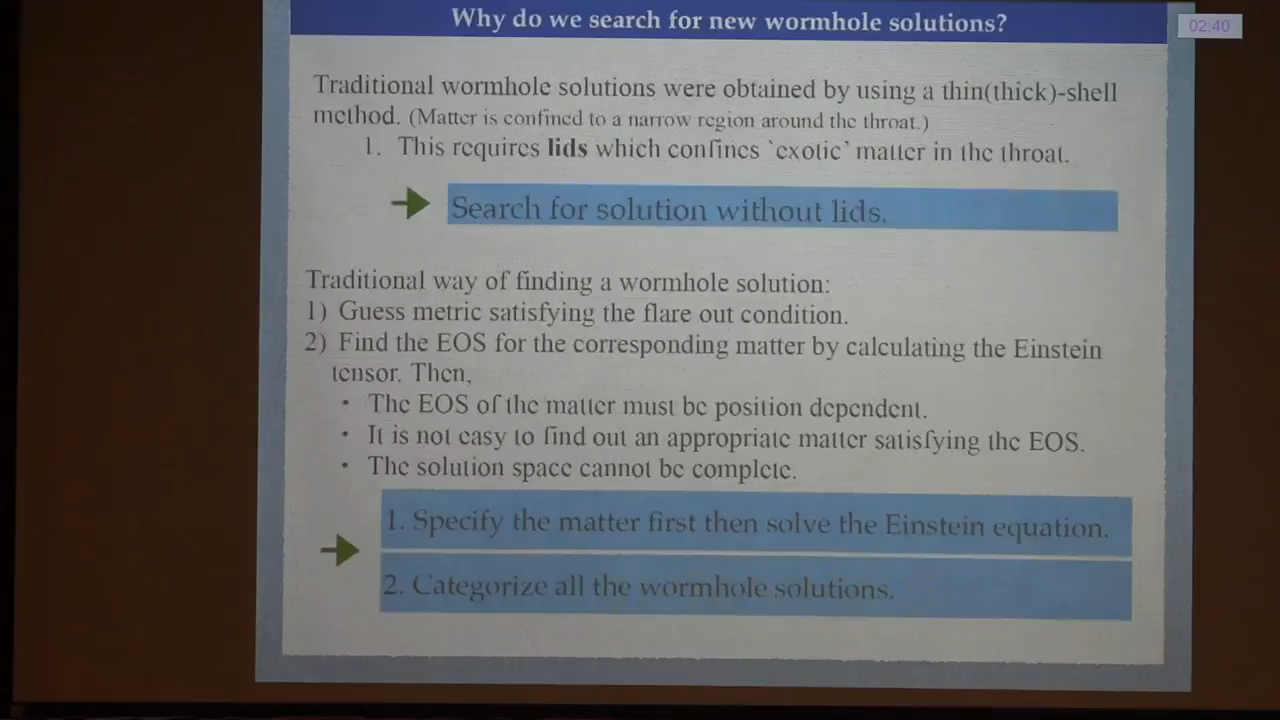 Why do we search for new wormhole solutions?
02:40
Traditional wormhole solutions were obtained by using a thin(thick)-shell
method. (Matter is confined to a narrow region around the throat.)
1. This requires lids which confines `exotic' matter in the throat.
Search for solution without lids.
Traditional way of finding a wormhole solution:
1) Guess metric satisfying the flare out condition.
2) Find the EOS for the corresponding matter by calculating the Einstein
tensor. Then,
• The EOS of the matter must be position dependent.
• It is not easy to find out an appropriate matter satisfying the EOS.
• The solution space cannot be complete.
1. Specify the matter first then solve the Einstein equation.
2. Categorize all the wormhole solutions.